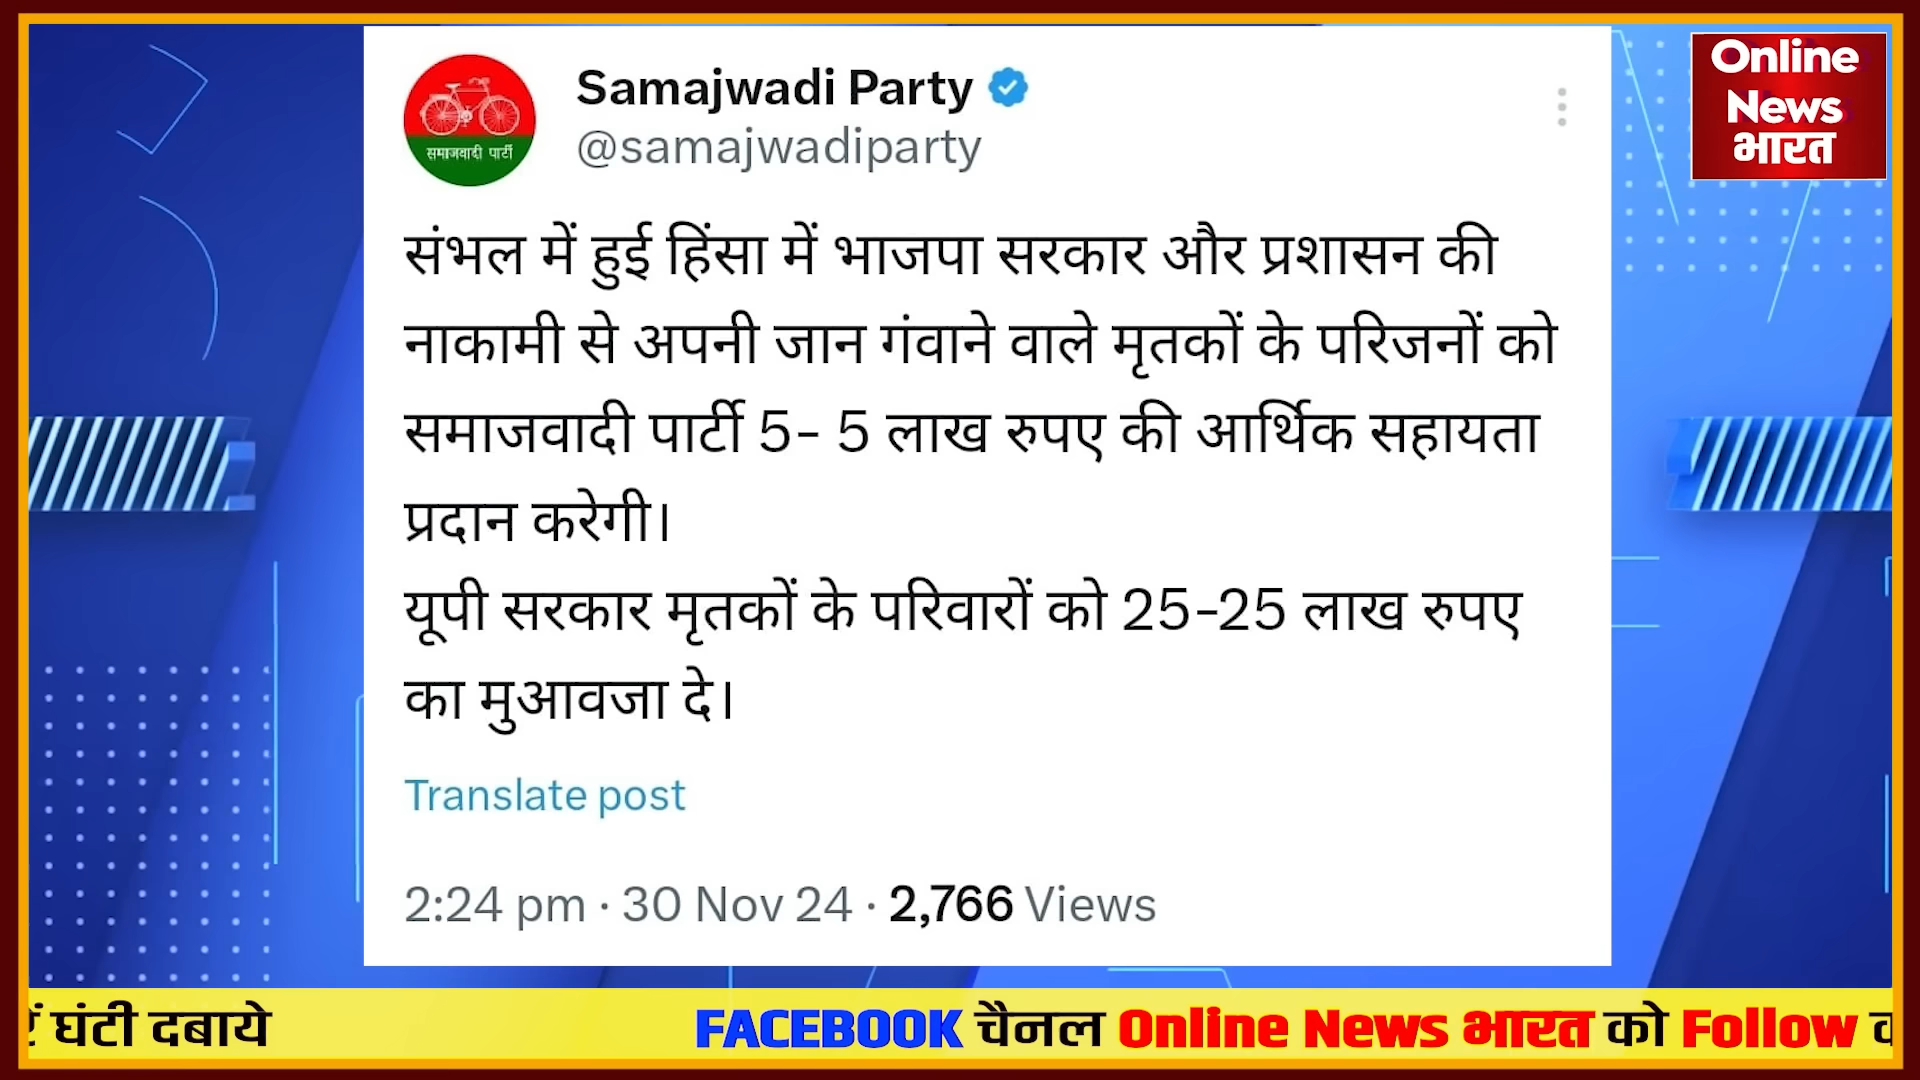 Samajwadi Party
@samajwadiparty
समाजवादी पार्टी
Online
News
भारत
संभल में हुई हिंसा में भाजपा सरकार और प्रशासन की
नाकामी से अपनी जान गंवाने वाले मृतकों के परिजनों को
समाजवादी पार्टी 5- 5 लाख रुपए की आर्थिक सहायता
प्रदान करेगी।
यूपी सरकार मृतकों के परिवारों को 25-25 लाख रुपए
का मुआवजा दे।
Translate post
2:24 pm · 30 Nov 24 · 2,766 Views
घंटी दबाये FACEBOOK चैनल Online News भारत को Follow